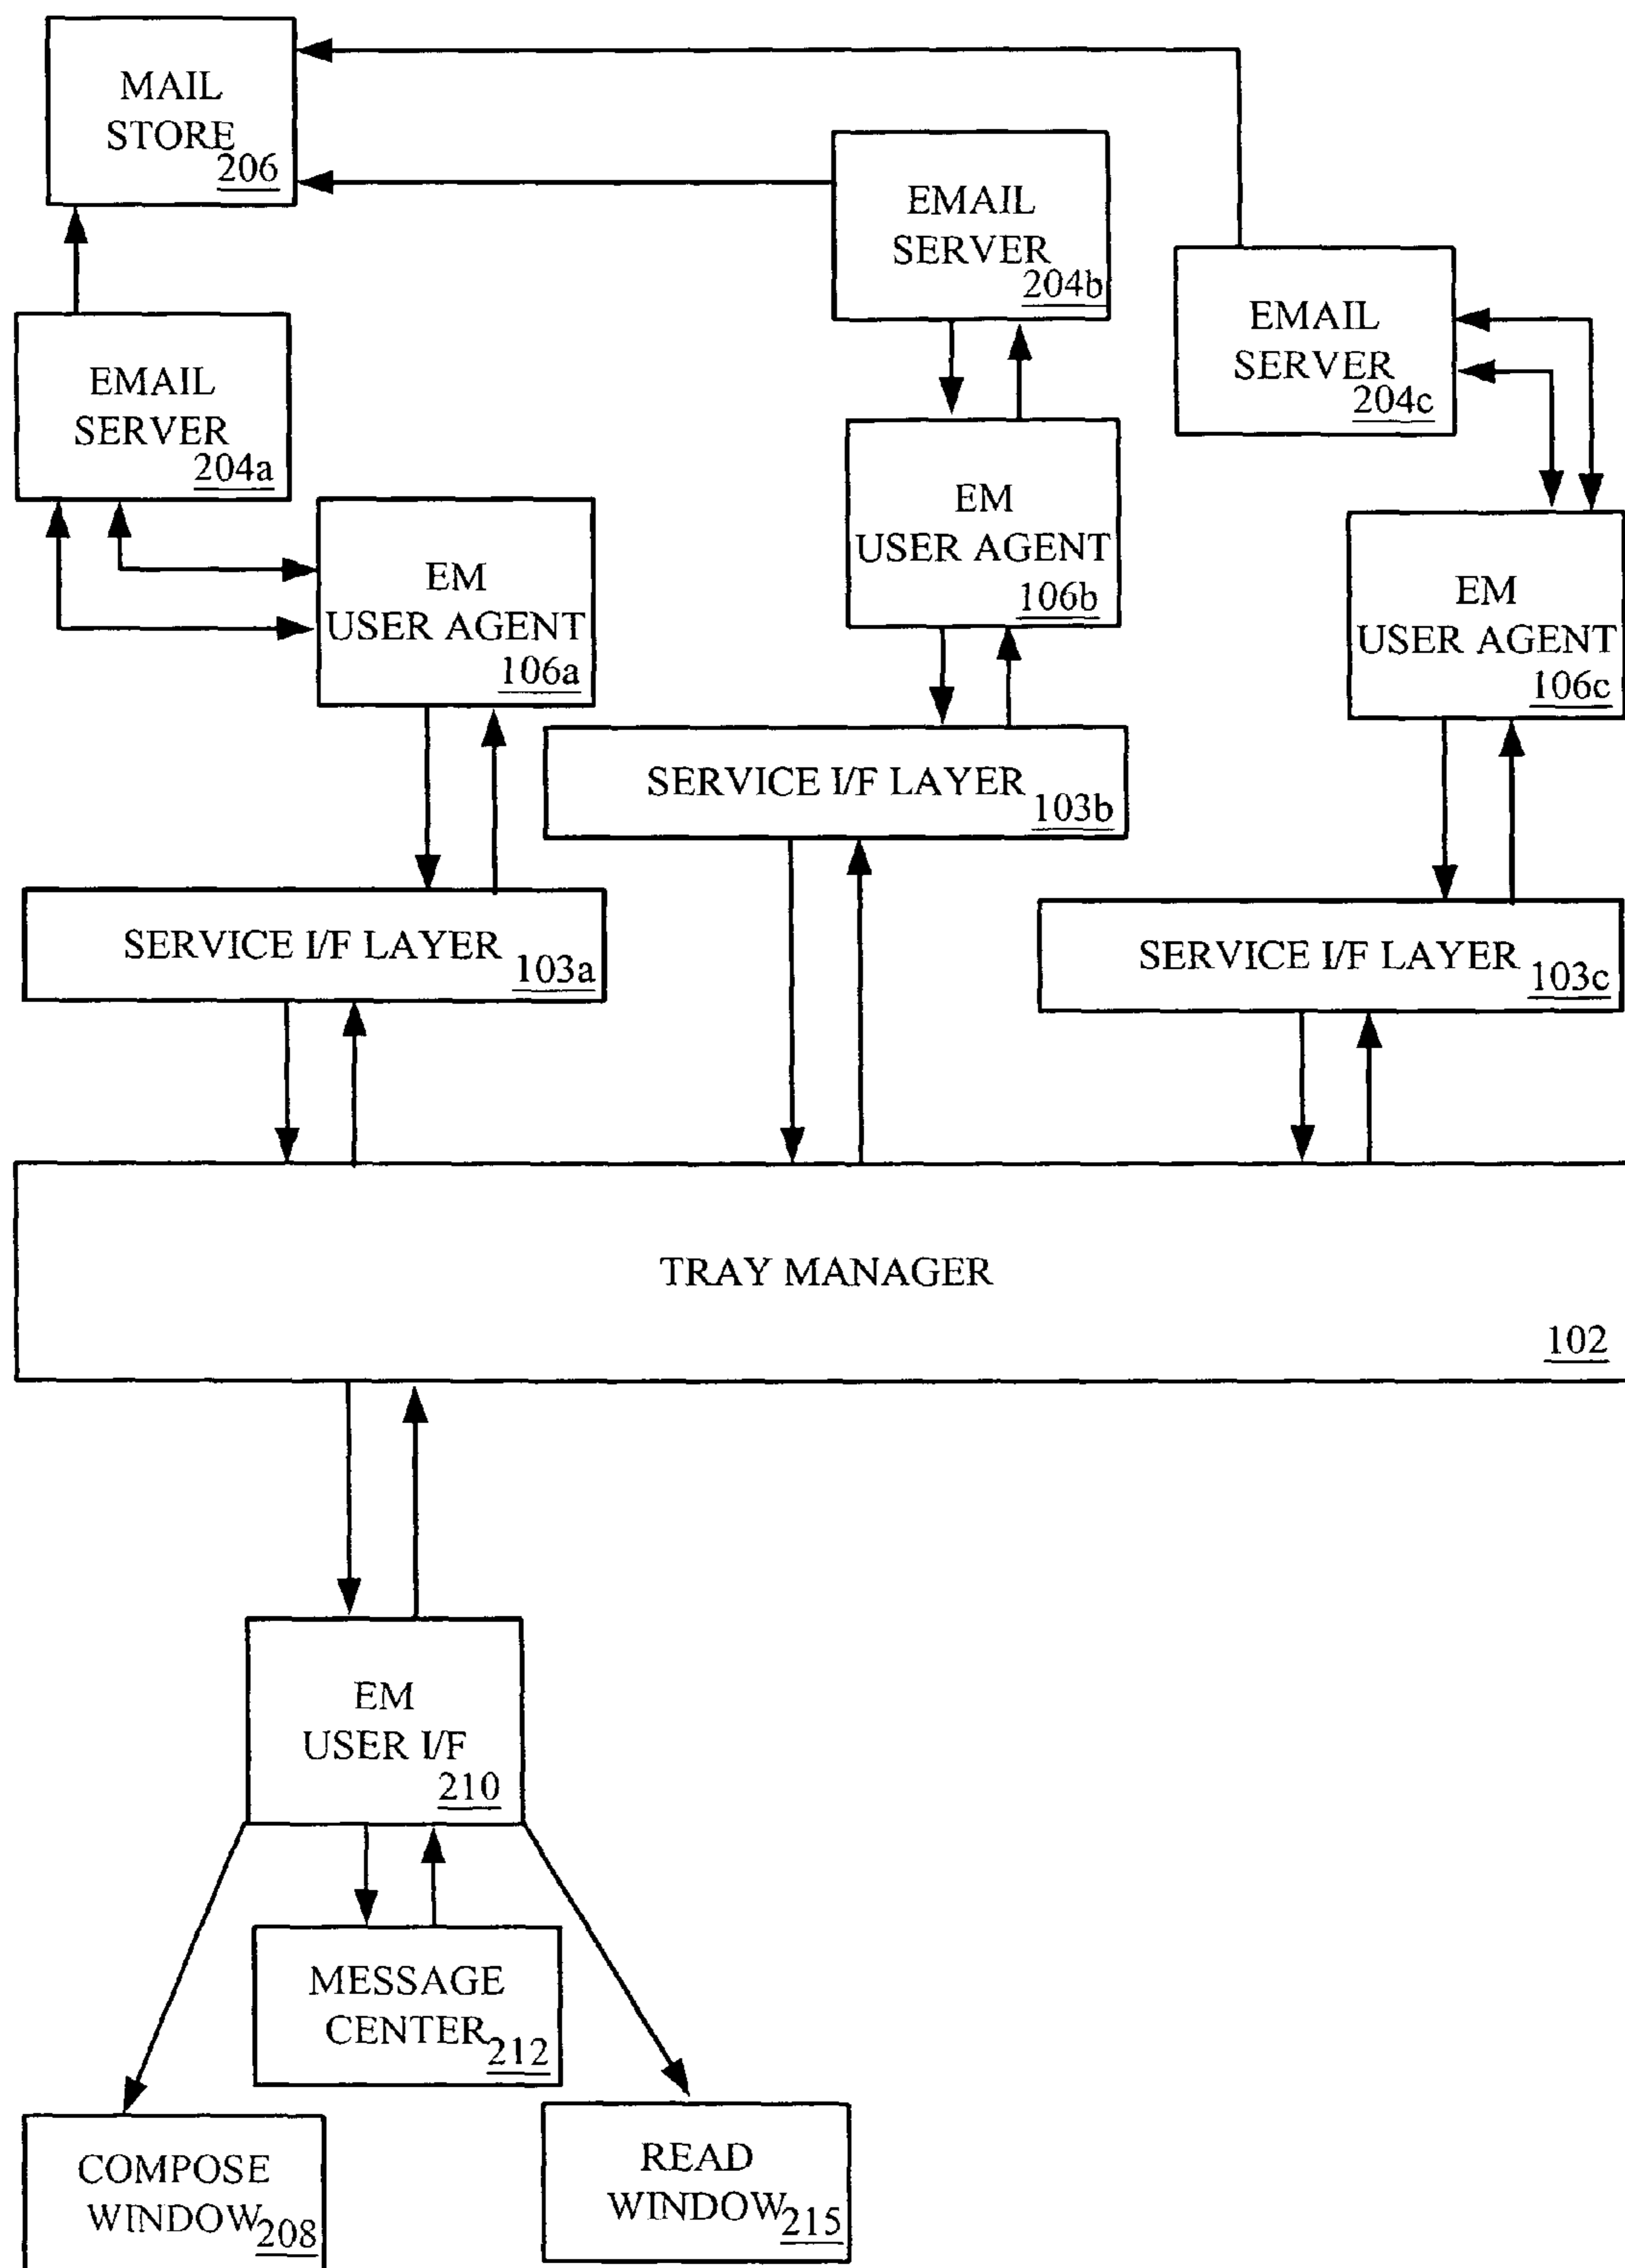 MAIL
STORE
206
EMAIL
SERVER
204b
EMAIL
SERVER
204c
EMAIL
SERVER
204a
EM
USER AGENT
106b
EM
USER AGENT
106a
EM
USER AGENT
106c
SERVICE I/F LAYER
103b
SERVICE I/F LAYER
103a
SERVICE I/F LAYER
103c
TRAY MANAGER
102
EM
USER I/F
210
MESSAGE
CENTER
212
COMPOSE
WINDOW
208
READ
WINDOW
215